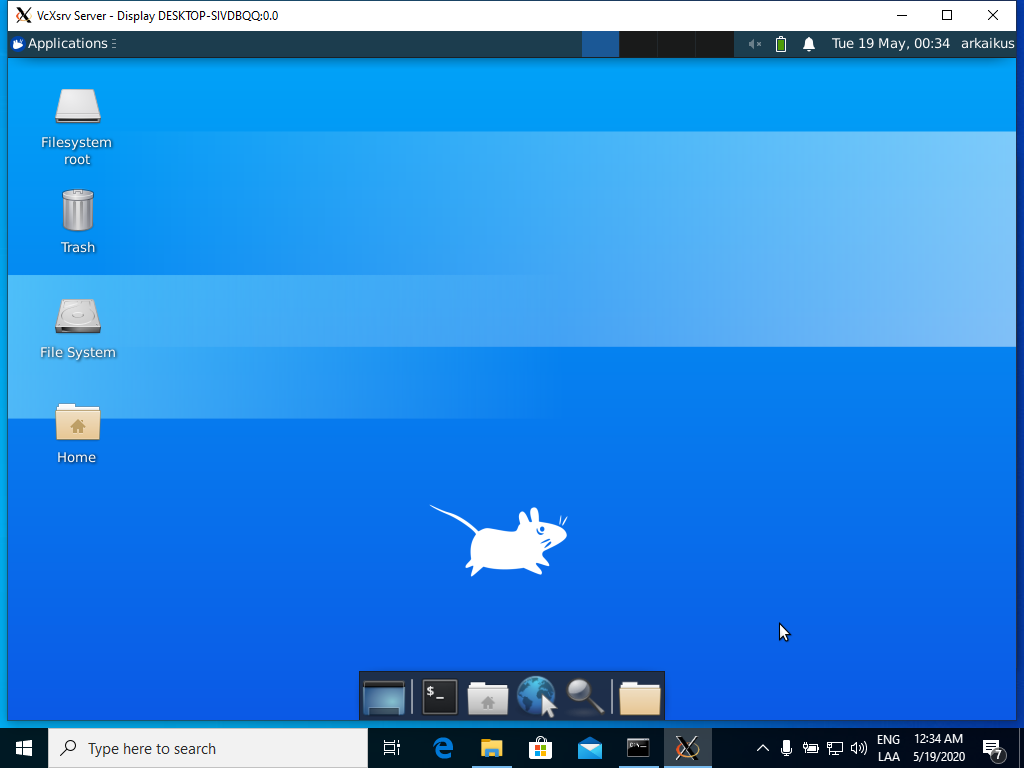 VcXsrv Server - Display DESKTOP-SIVDBQQ:0.0
Applications
Tue 19 May, 00:34
arkaikus
Filesystem
root
Trash
File System
Home
$_
Type here to search
ENG
LAA
12:34 AM
5/19/2020
7